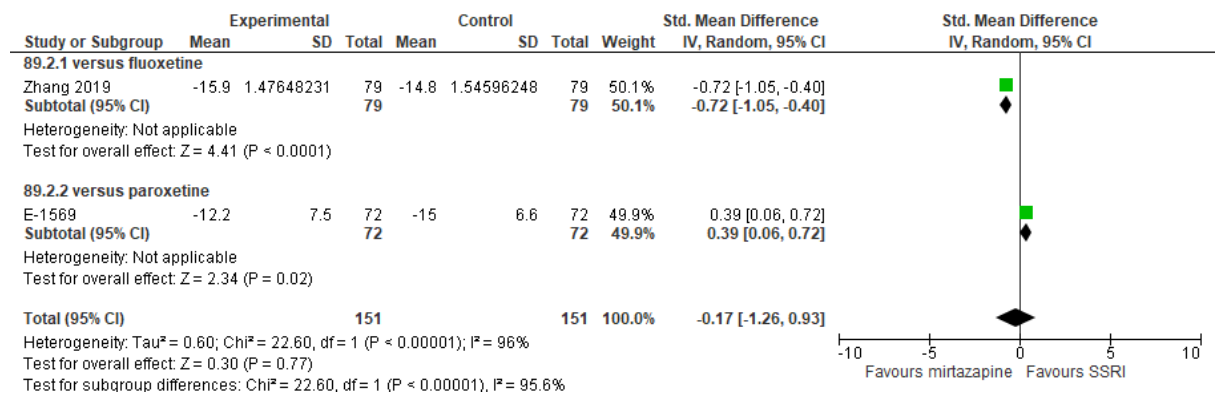 Experimental Control Std. Mean Difference Std. Mean Difference
Study or Subgroup Mean SD Total Mean SD Total Weight IV, Random, 95% CI IV, Random, 95% CI
89.2.1 versus fluoxetine
Zhang 2019 -15.9 1.47648231 79 -14.8 1.54596248 79 50.1% -0.72 [-1.05, -0.40]
Subtotal (95% CI) 79 79 50.1% -0.72 [-1.05, -0.40]
Heterogeneity: Not applicable
Test for overall effect: Z = 4.41 (P < 0.0001)
89.2.2 versus paroxetine
E-1569 -12.2 7.5 72 -15 6.6 72 49.9% 0.39 [0.06, 0.72]
Subtotal (95% CI) 72 72 49.9% 0.39 [0.06, 0.72]
Heterogeneity: Not applicable
Test for overall effect: Z = 2.34 (P = 0.02)
Total (95% CI) 151 151 100.0% -0.17 [-1.26, 0.93]
Heterogeneity: Tau² = 0.60; Chi² = 22.60, df = 1 (P < 0.00001); I² = 96%
Test for overall effect: Z = 0.30 (P = 0.77)
Test for subgroup differences: Chi² = 22.60, df = 1 (P < 0.00001), I² = 95.6%
-10 -5 0 5 10
Favours mirtazapine Favours SSRI